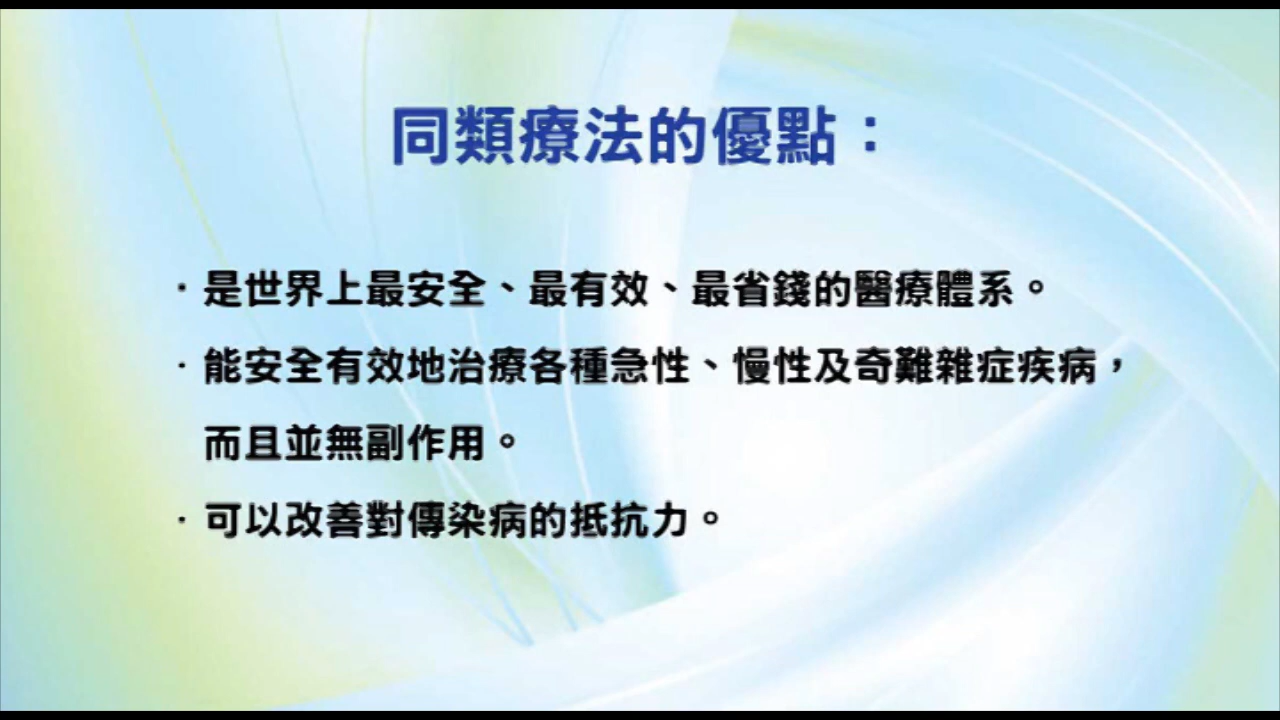 同類療法的優點：
·是世界上最安全、最有效、最省錢的醫療體系。
·能安全有效地治療各種急性、慢性及奇難雜症疾病，
而且並無副作用。
·可以改善對傳染病的抵抗力。